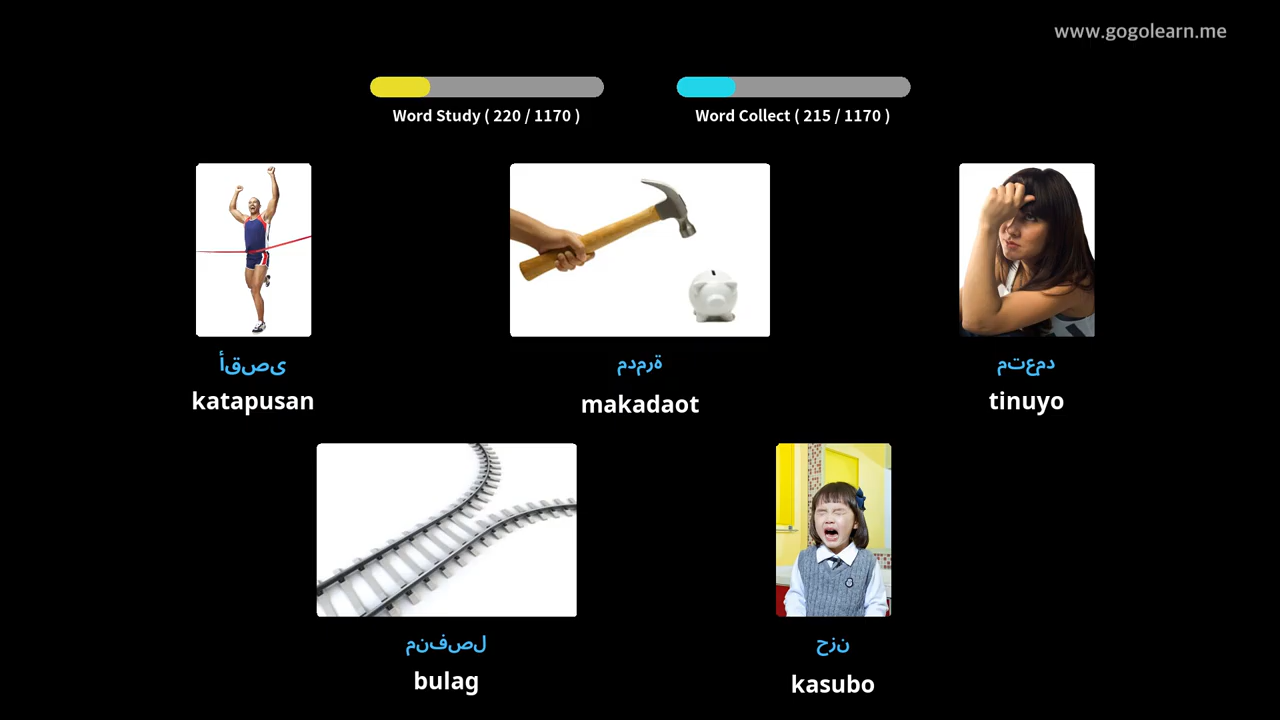 www.gogolearn.me
Word Study ( 220 / 1170 )
Word Collect ( 215 / 1170 )
أقصى
katapusan
مدمرة
makadaot
متعمد
tinuyo
منفصل
bulag
حزن
kasubo